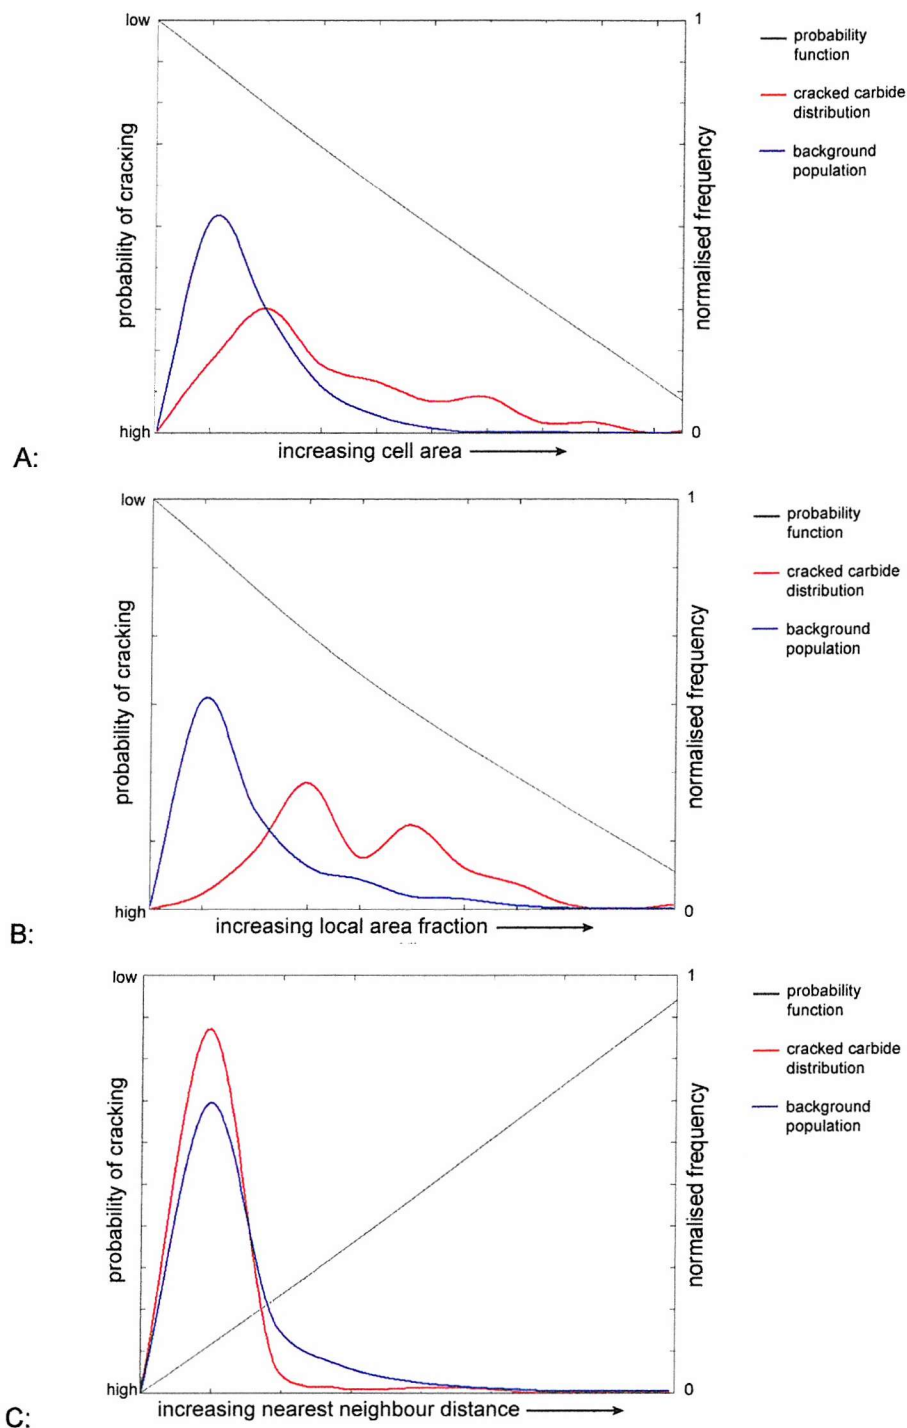 low
1
probability of cracking
normalised frequency
high
0
increasing cell area
probability
function
cracked carbide
distribution
background
population
A:
low
1
probability of cracking
normalised frequency
high
0
increasing local area fraction
probability
function
cracked carbide
distribution
background
population
B:
low
1
probability of cracking
normalised frequency
high
0
increasing nearest neighbour distance
probability
function
cracked carbide
distribution
background
population
C: